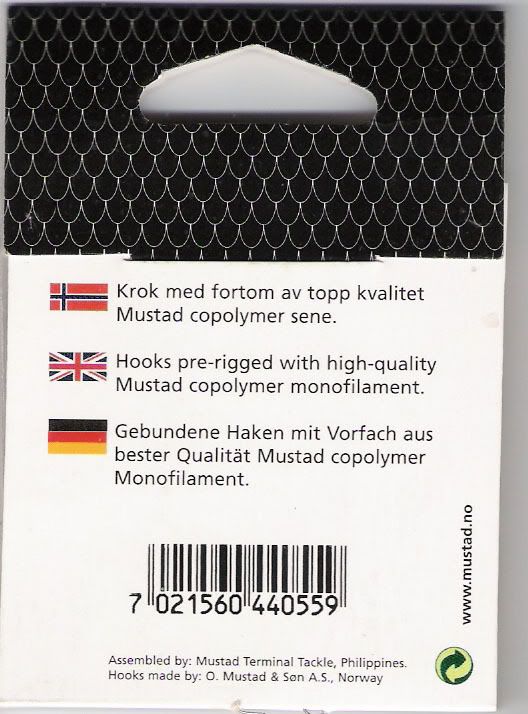 Krok med fortom av topp kvalitet
Mustad copolymer sene.
Hooks pre-rigged with high-quality
Mustad copolymer monofilament.
Gebundene Haken mit Vorfach aus
bester Qualität Mustad copolymer
Monofilament.
www.mustad.no
7 021560 440559
Assembled by: Mustad Terminal Tackle, Philippines.
Hooks made by: O. Mustad & Søn A.S., Norway